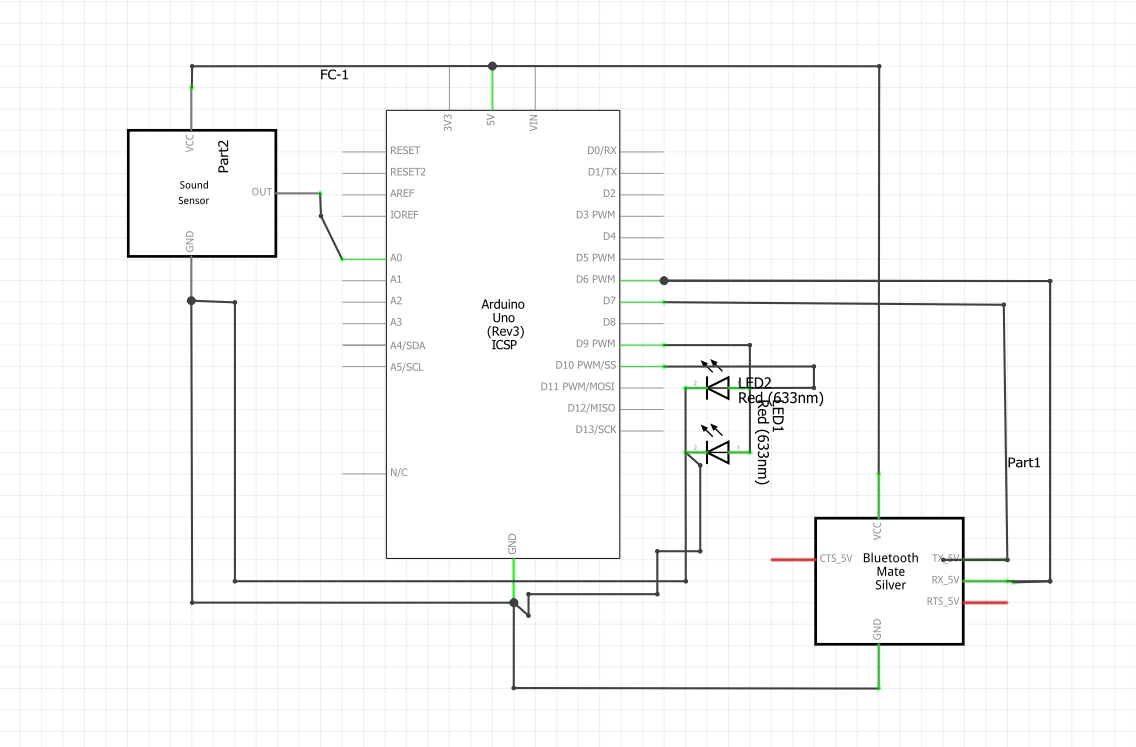 FC-1
3V3
5V
VIN
VCC
Part2
Sound
Sensor
OUT
GND
RESET
RESET2
AREF
IOREF
A0
A1
A2
A3
A4/SDA
A5/SCL
N/C
Arduino
Uno
(Rev3)
ICSP
D0/RX
D1/TX
D2
D3 PWM
D4
D5 PWM
D6 PWM
D7
D8
D9 PWM
D10 PWM/SS
D11 PWM/MOSI
D12/MISO
D13/SCK
GND
2
LED2
Red (633nm)
2
1
LED1
Red (633nm)
Part1
VCC
CTS_5V
Bluetooth
Mate
Silver
TX_5V
RX_5V
RTS_5V
GND